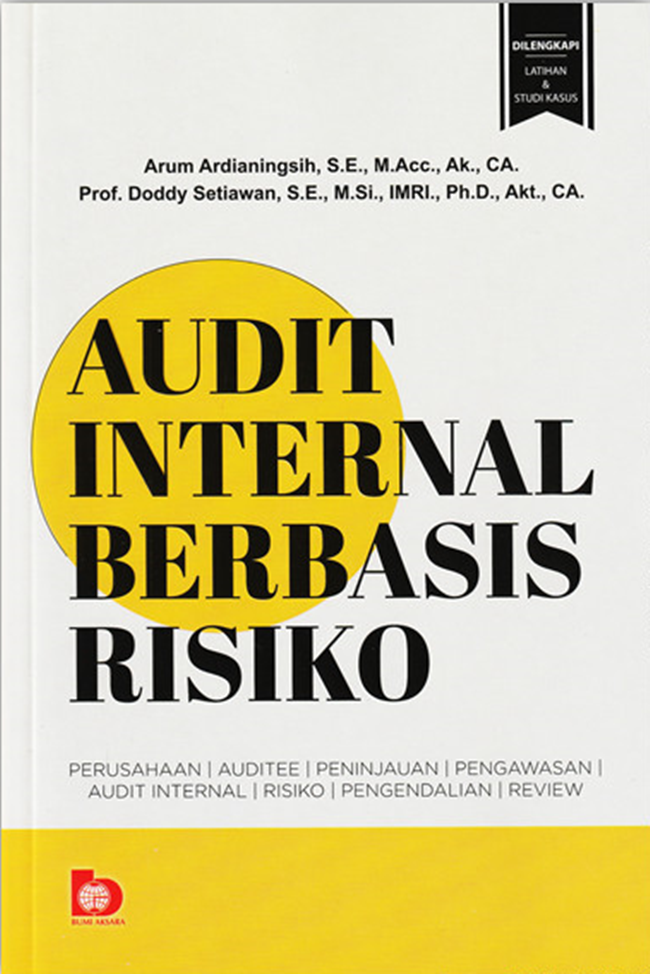 DILENGKAPI
LATIHAN
&
STUDI KASUS
Arum Ardianingsih, S.E., M.Acc., Ak., CA.
Prof. Doddy Setiawan, S.E., M.Si., IMRI., Ph.D., Akt., CA.
AUDIT
INTERNAL
BERBASIS
RISIKO
PERUSAHAAN | AUDITEE | PENINJAUAN | PENGAWASAN |
AUDIT INTERNAL | RISIKO | PENGENDALIAN | REVIEW
BUMI AKSARA